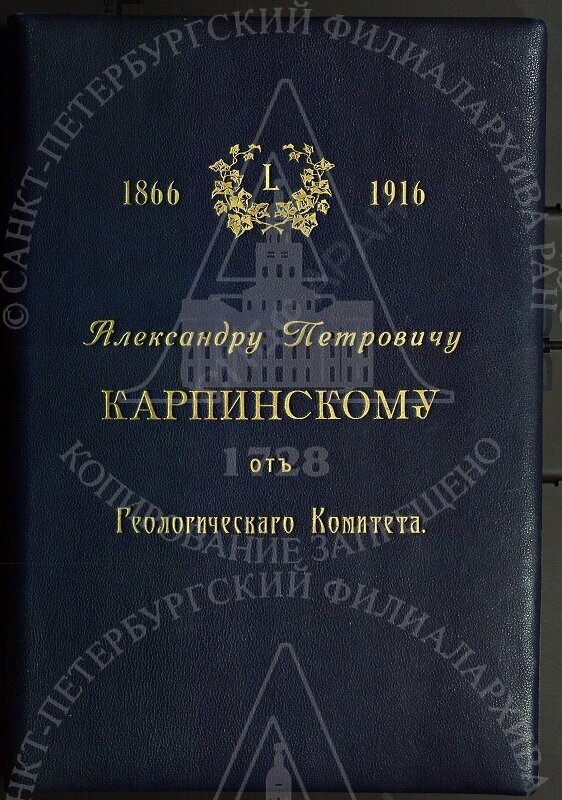 1866 L 1916
Александру Петровичу
КАРПИНСКОМУ
отъ
Геологическаго Комитета.
© САНКТ-ПЕТЕРБУРГСКИЙ ФИЛИАЛ АРХИВА РАН
1728
КОПИРОВАНИЕ ЗАПРЕЩЕНО
САНКТ-ПЕТЕРБУРГСКИЙ ФИЛИАЛ АРХИВА